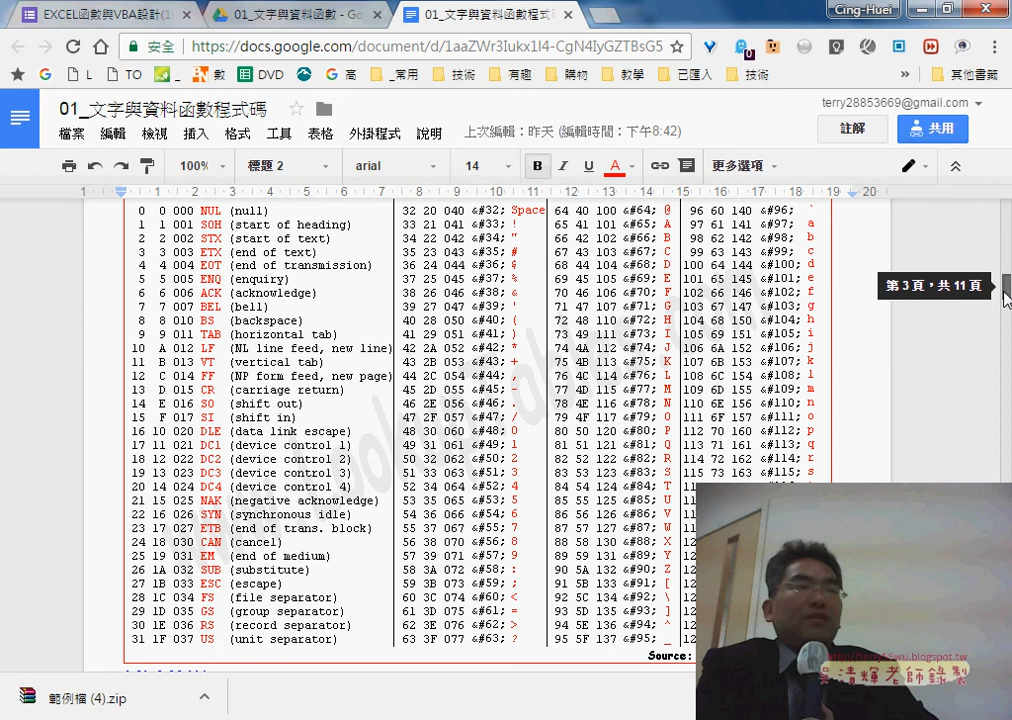 EXCEL函數與VBA設計(1
01_文字與資料函數 - Go
01_文字與資料函數程式
Cing-Huei
安全
https://docs.google.com/document/d/1aaZWr3Iukx1l4-CgN4IyGZTBsG5
L
TO
數
DVD
高
_常用
技術
有趣
購物
教學
已匯入
技術
»
其他書籤
01_文字與資料函數程式碼
terry28853669@gmail.com
檔案 編輯 檢視 插入 格式 工具 表格 外掛程式 說明 上次編輯：昨天 (編輯時間：下午8:42)
註解
共用
100% 標題 2 arial 14 B I U A 更多選項
1 1 2 3 4 5 6 7 8 9 10 11 12 13 14 15 16 17 18 19 20
0 0 000 NUL (null) 32 20 040 &#32; Space 64 40 100 &#64; @ 96 60 140 &#96; `
1 1 001 SOH (start of heading) 33 21 041 &#33; ! 65 41 101 &#65; A 97 61 141 &#97; a
2 2 002 STX (start of text) 34 22 042 &#34; " 66 42 102 &#66; B 98 62 142 &#98; b
3 3 003 ETX (end of text) 35 23 043 &#35; # 67 43 103 &#67; C 99 63 143 &#99; c
4 4 004 EOT (end of transmission) 36 24 044 &#36; $ 68 44 104 &#68; D 100 64 144 &#100; d
5 5 005 ENQ (enquiry) 37 25 045 &#37; % 69 45 105 &#69; E 101 65 145 &#101; e
6 6 006 ACK (acknowledge) 38 26 046 &#38; & 70 46 106 &#70; F 102 66 146 &#102; f
7 7 007 BEL (bell) 39 27 047 &#39; ' 71 47 107 &#71; G 103 67 147 &#103; g
8 8 010 BS (backspace) 40 28 050 &#40; ( 72 48 110 &#72; H 104 68 150 &#104; h
9 9 011 TAB (horizontal tab) 41 29 051 &#41; ) 73 49 111 &#73; I 105 69 151 &#105; i
10 A 012 LF (NL line feed, new line) 42 2A 052 &#42; * 74 4A 112 &#74; J 106 6A 152 &#106; j
11 B 013 VT (vertical tab) 43 2B 053 &#43; + 75 4B 113 &#75; K 107 6B 153 &#107; k
12 C 014 FF (NP form feed, new page) 44 2C 054 &#44; , 76 4C 114 &#76; L 108 6C 154 &#108; l
13 D 015 CR (carriage return) 45 2D 055 &#45; - 77 4D 115 &#77; M 109 6D 155 &#109; m
14 E 016 SO (shift out) 46 2E 056 &#46; . 78 4E 116 &#78; N 110 6E 156 &#110; n
15 F 017 SI (shift in) 47 2F 057 &#47; / 79 4F 117 &#79; O 111 6F 157 &#111; o
16 10 020 DLE (data link escape) 48 30 060 &#48; 0 80 50 120 &#80; P 112 70 160 &#112; p
17 11 021 DC1 (device control 1) 49 31 061 &#49; 1 81 51 121 &#81; Q 113 71 161 &#113; q
18 12 022 DC2 (device control 2) 50 32 062 &#50; 2 82 52 122 &#82; R 114 72 162 &#114; r
19 13 023 DC3 (device control 3) 51 33 063 &#51; 3 83 53 123 &#83; S 115 73 163 &#115; s
20 14 024 DC4 (device control 4) 52 34 064 &#52; 4 84 54 124 &#84; T
21 15 025 NAK (negative acknowledge) 53 35 065 &#53; 5 85 55 125 &#85; U
22 16 026 SYN (synchronous idle) 54 36 066 &#54; 6 86 56 126 &#86; V
23 17 027 ETB (end of trans. block) 55 37 067 &#55; 7 87 57 127 &#87; W
24 18 030 CAN (cancel) 56 38 070 &#56; 8 88 58 130 &#88; X
25 19 031 EM (end of medium) 57 39 071 &#57; 9 89 59 131 &#89; Y
26 1A 032 SUB (substitute) 58 3A 072 &#58; : 90 5A 132 &#90; Z
27 1B 033 ESC (escape) 59 3B 073 &#59; ; 91 5B 133 &#91; [
28 1C 034 FS (file separator) 60 3C 074 &#60; < 92 5C 134 &#92; \
29 1D 035 GS (group separator) 61 3D 075 &#61; = 93 5D 135 &#93; ]
30 1E 036 RS (record separator) 62 3E 076 &#62; > 94 5E 136 &#94; ^
31 1F 037 US (unit separator) 63 3F 077 &#63; ? 95 5F 137 &#95; _
Source:
第 3 頁，共 11 頁
吳清輝老師錄製
範例檔 (4).zip